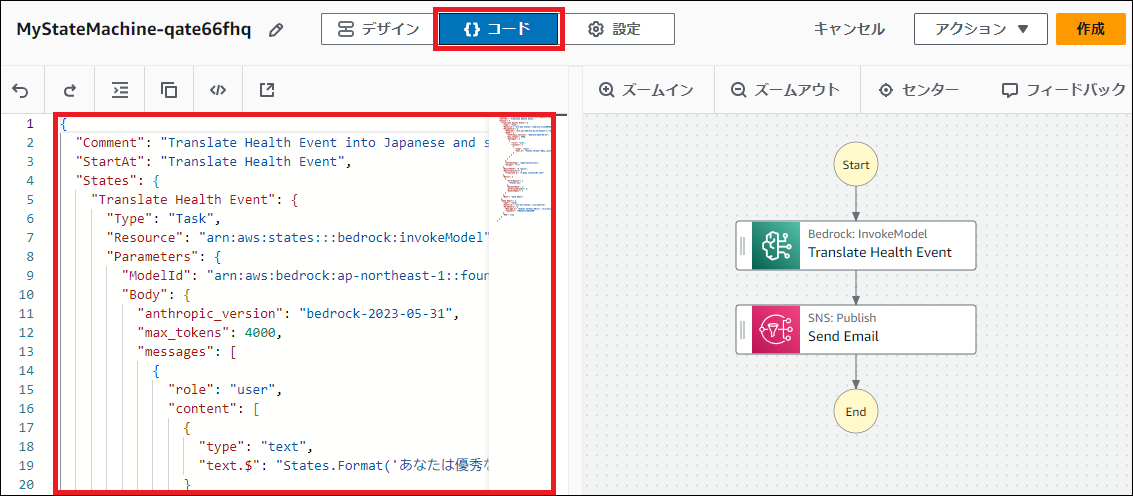 MyStateMachine-qate66fhq
デザイン
{} コード
設定
キャンセル
アクション ▼
作成
ズームイン
ズームアウト
センター
フィードバック
1 {
2 "Comment": "Translate Health Event into Japanese and s
3 "StartAt": "Translate Health Event",
4 "States": {
5 "Translate Health Event": {
6 "Type": "Task",
7 "Resource": "arn:aws:states:::bedrock:invokeModel"
8 "Parameters": {
9 "ModelId": "arn:aws:bedrock:ap-northeast-1::foun
10 "Body": {
11 "anthropic_version": "bedrock-2023-05-31",
12 "max_tokens": 4000,
13 "messages": [
14 {
15 "role": "user",
16 "content": [
17 {
18 "type": "text",
19 "text.$": "States.Format('あなたは優秀な
20 }
Start
Bedrock: InvokeModel
Translate Health Event
SNS: Publish
Send Email
End